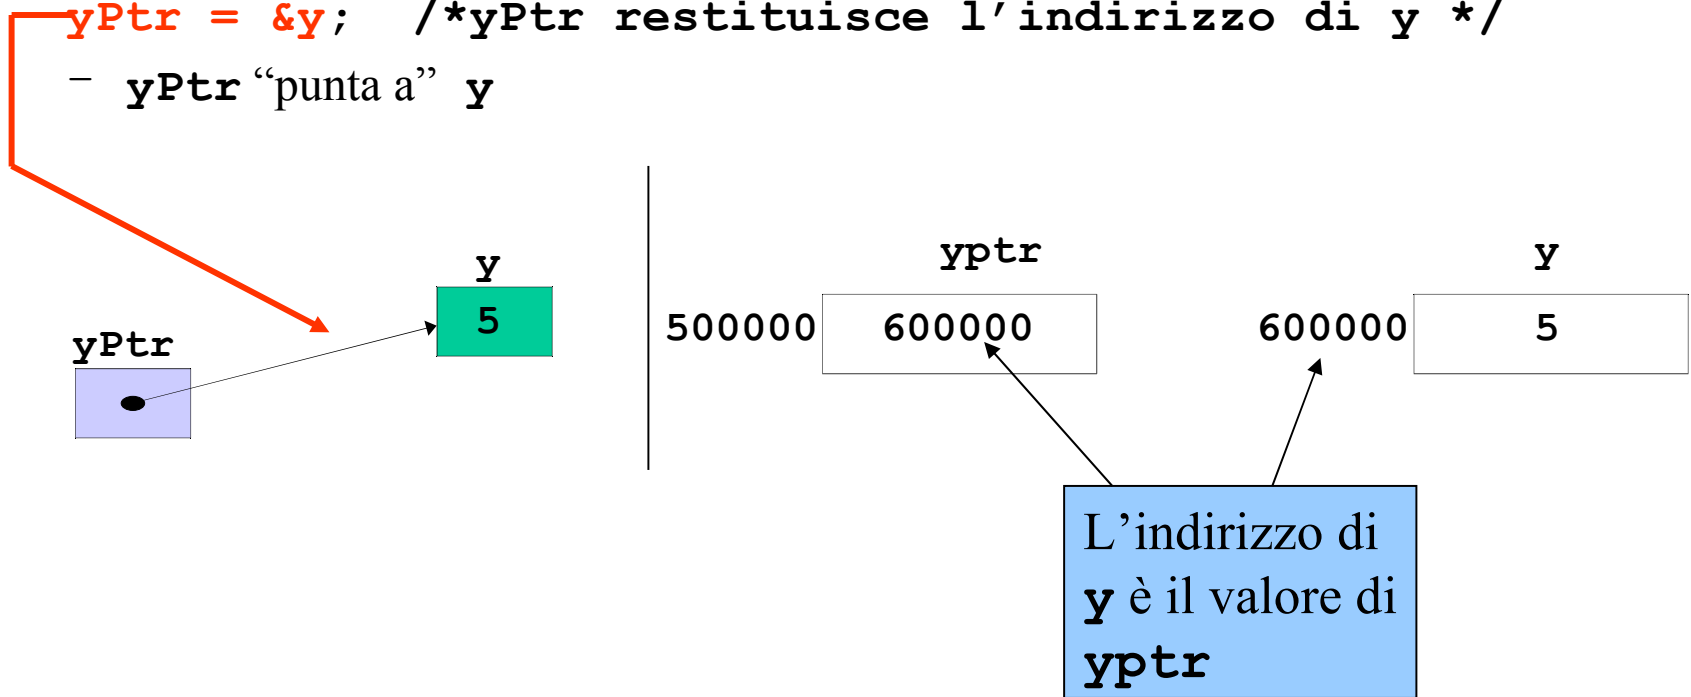 yPtr = &y; /*yPtr restituisce l’indirizzo di y */
– yPtr “punta a” y
y
5
yPtr
yptr
500000 600000
y
600000 5
L’indirizzo di
y è il valore di
yptr